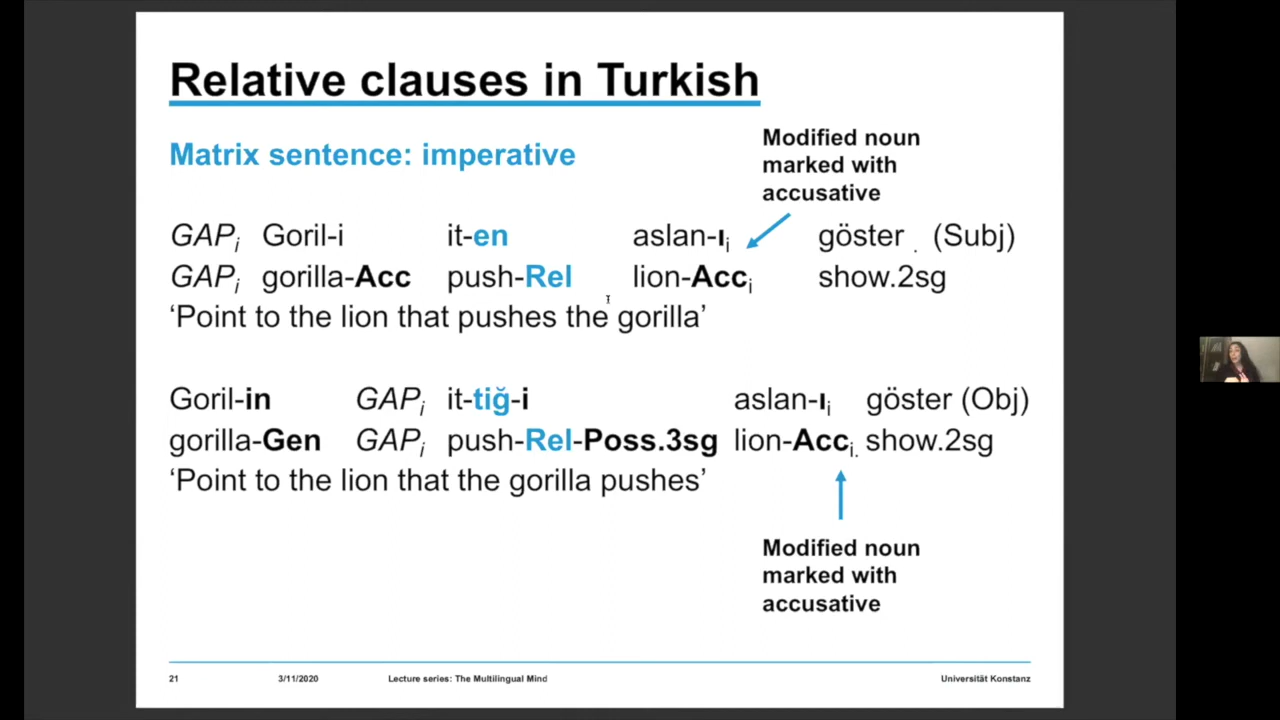 Relative clauses in Turkish
Matrix sentence: imperative
Modified noun
marked with
accusative
GAPi Goril-i it-en aslan-ıi göster . (Subj)
GAPi gorilla-Acc push-Rel lion-Acci show.2sg
‘Point to the lion that pushes the gorilla’
Goril-in GAPi it-tiğ-i aslan-ıi göster (Obj)
gorilla-Gen GAPi push-Rel-Poss.3sg lion-Acci. show.2sg
‘Point to the lion that the gorilla pushes’
Modified noun
marked with
accusative
21 3/11/2020 Lecture series: The Multilingual Mind Universität Konstanz